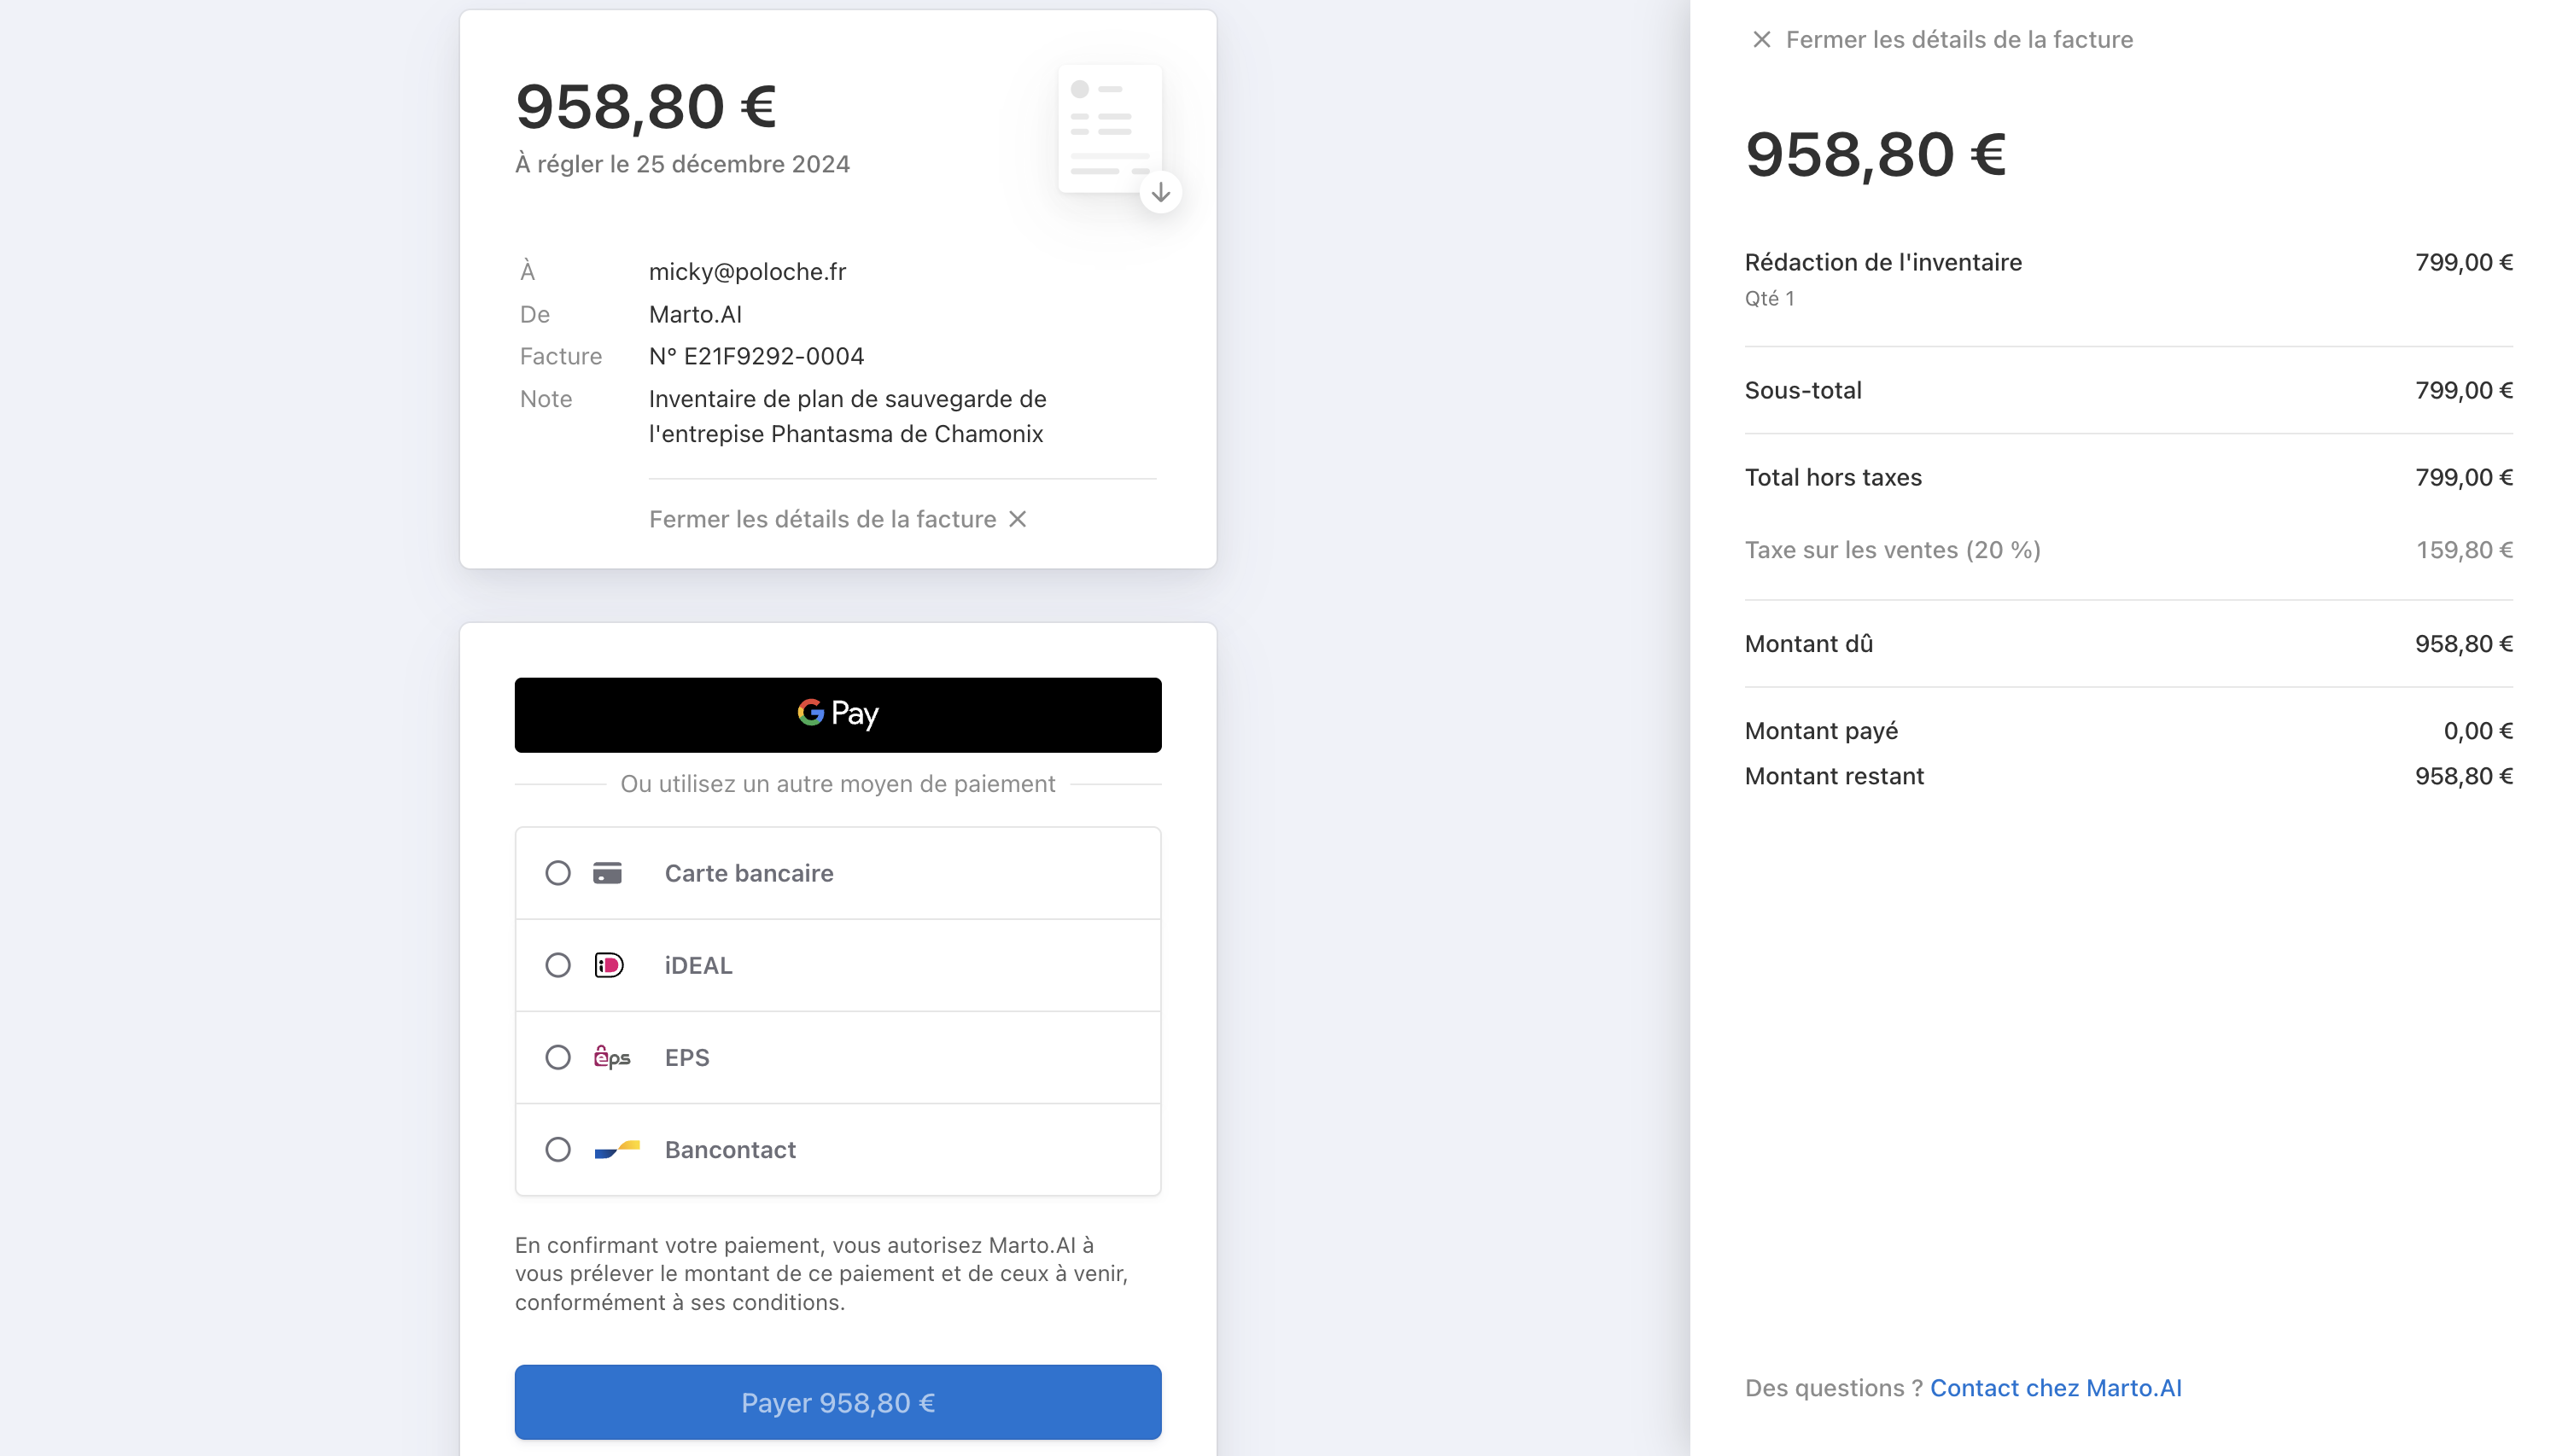 958,80 €
À régler le 25 décembre 2024
À micky@poloche.fr
De Marto.AI
Facture N° E21F9292-0004
Note Inventaire de plan de sauvegarde de
l'entrepise Phantasma de Chamonix
Fermer les détails de la facture
G Pay
Ou utilisez un autre moyen de paiement
Carte bancaire
iD iDEAL
eps EPS
Bancontact
En confirmant votre paiement, vous autorisez Marto.AI à
vous prélever le montant de ce paiement et de ceux à venir,
conformément à ses conditions.
Payer 958,80 €
Fermer les détails de la facture
958,80 €
Rédaction de l'inventaire 799,00 €
Qté 1
Sous-total 799,00 €
Total hors taxes 799,00 €
Taxe sur les ventes (20 %) 159,80 €
Montant dû 958,80 €
Montant payé 0,00 €
Montant restant 958,80 €
Des questions ? Contact chez Marto.AI